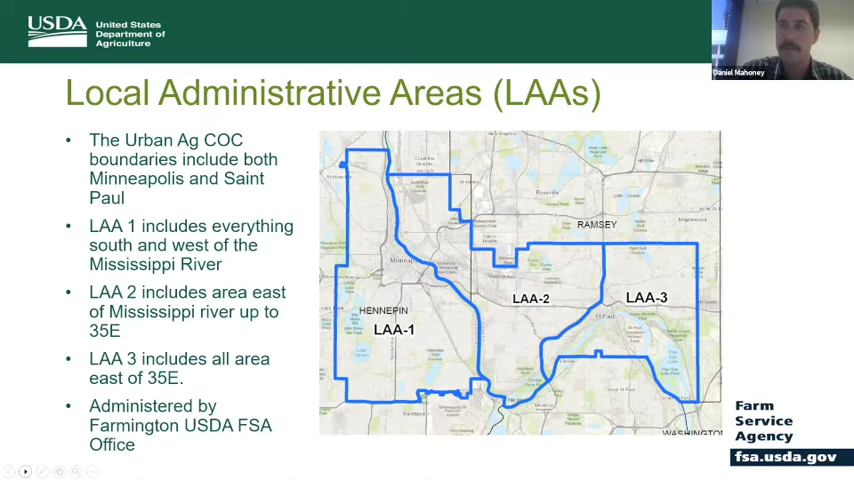 USDA
United States
Department of
Agriculture
Daniel Mahoney
Local Administrative Areas (LAAs)
• The Urban Ag COC
boundaries include both
Minneapolis and Saint
Paul
• LAA 1 includes everything
south and west of the
Mississippi River
• LAA 2 includes area east
of Mississippi river up to
35E
• LAA 3 includes all area
east of 35E.
• Administered by
Farmington USDA FSA
Office
RAMSEY
LAA-2
LAA-3
HENNEPIN
LAA-1
WASHINGTON
Farm
Service
Agency
fsa.usda.gov